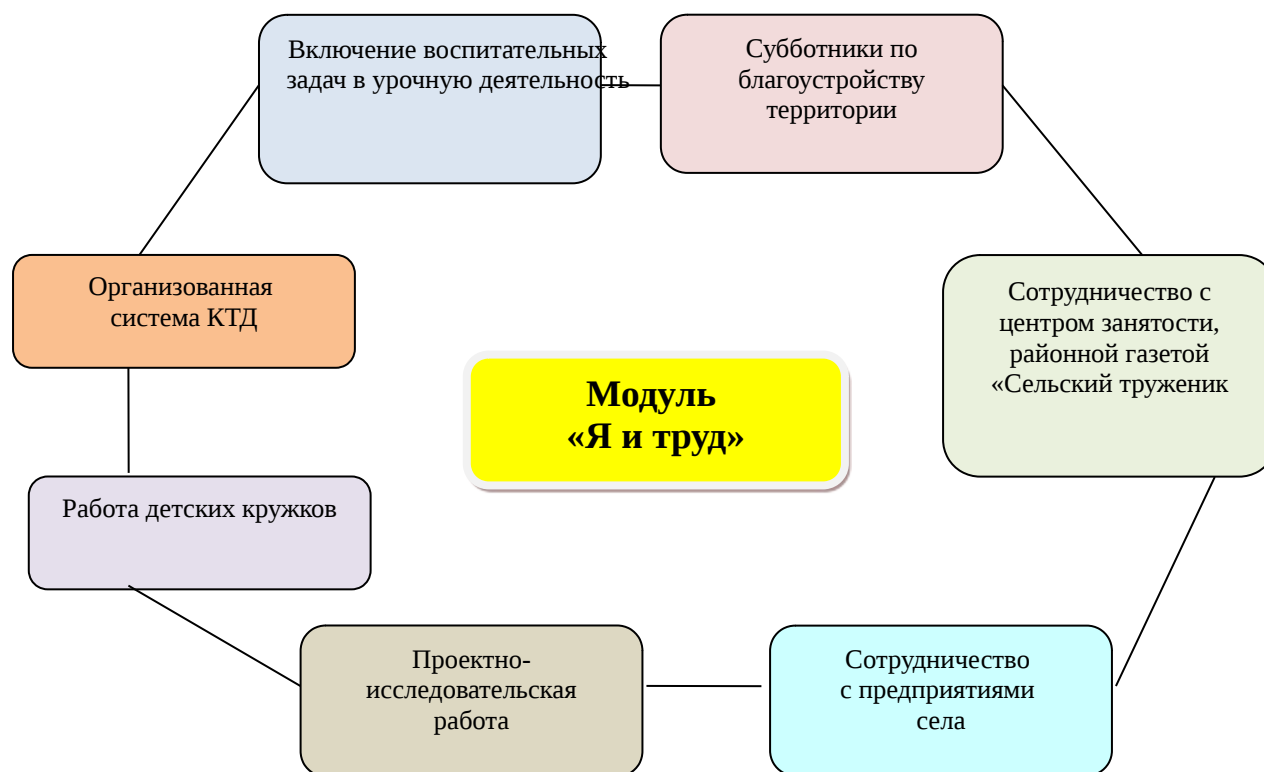 Включение воспитательных
задач в урочную деятельность
Субботники по
благоустройству
территории
Организованная
система КТД
Сотрудничество с
центром занятости,
районной газетой
«Сельский труженик
Модуль
«Я и труд»
Работа детских кружков
Проектно-
исследовательская
работа
Сотрудничество
с предприятиями
села